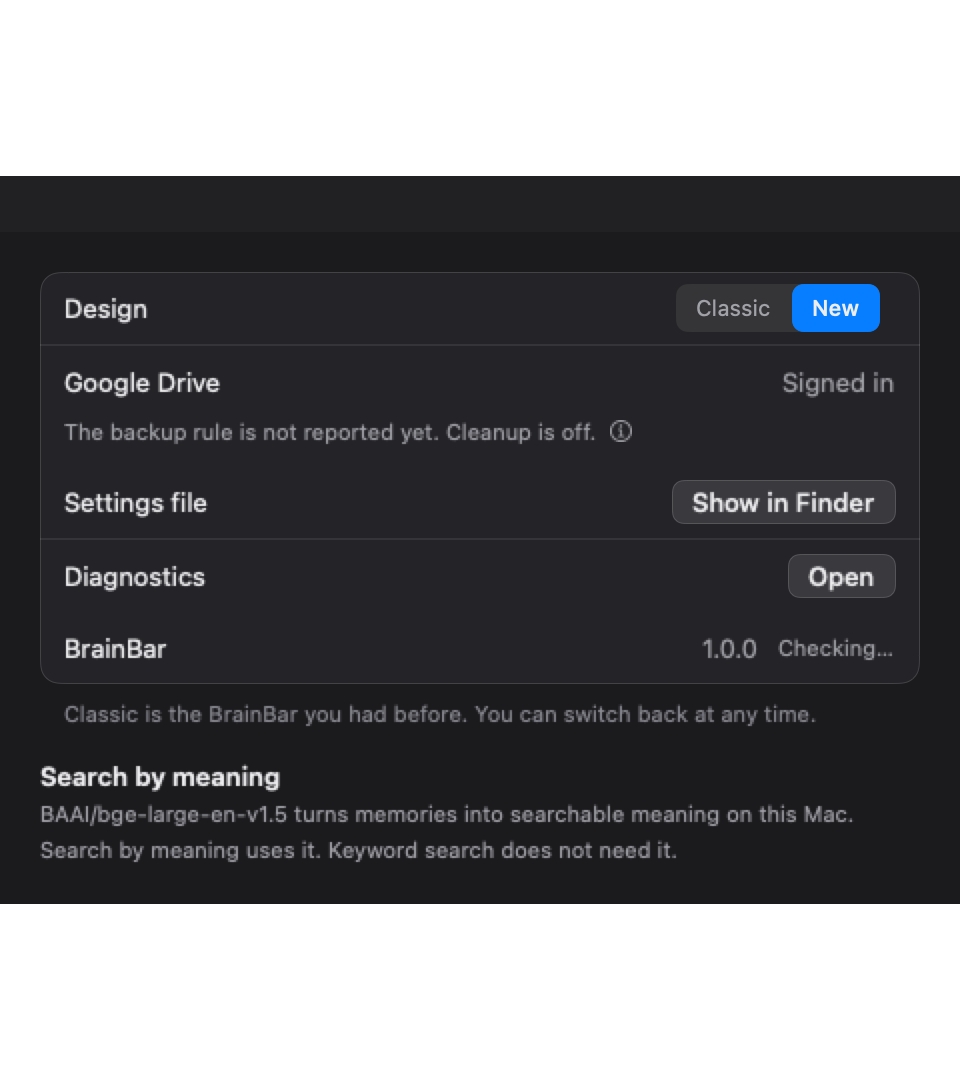 Design
Classic
New
Google Drive
Signed in
The backup rule is not reported yet. Cleanup is off.
Settings file
Show in Finder
Diagnostics
Open
BrainBar
1.0.0
Checking...
Classic is the BrainBar you had before. You can switch back at any time.
Search by meaning
BAAI/bge-large-en-v1.5 turns memories into searchable meaning on this Mac.
Search by meaning uses it. Keyword search does not need it.